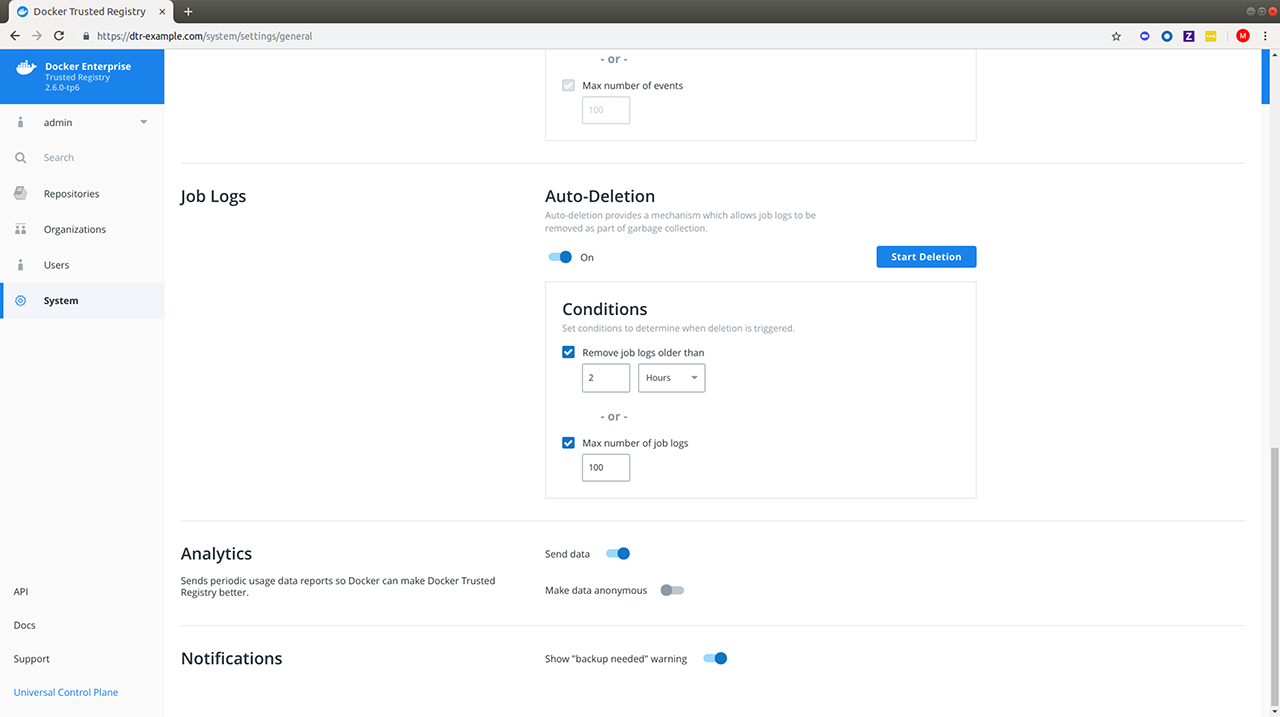 Docker Trusted Registry
https://dtr-example.com/system/settings/general
Z
M
Docker Enterprise
Trusted Registry
2.6.0-tp6
admin
Search
Repositories
Organizations
Users
System
API
Docs
Support
Universal Control Plane
- or -
Max number of events
100
Job Logs
Auto-Deletion
Auto-deletion provides a mechanism which allows job logs to be
removed as part of garbage collection.
On
Start Deletion
Conditions
Set conditions to determine when deletion is triggered.
Remove job logs older than
2 Hours
- or -
Max number of job logs
100
Analytics
Sends periodic usage data reports so Docker can make Docker Trusted
Registry better.
Send data
Make data anonymous
Notifications
Show "backup needed" warning